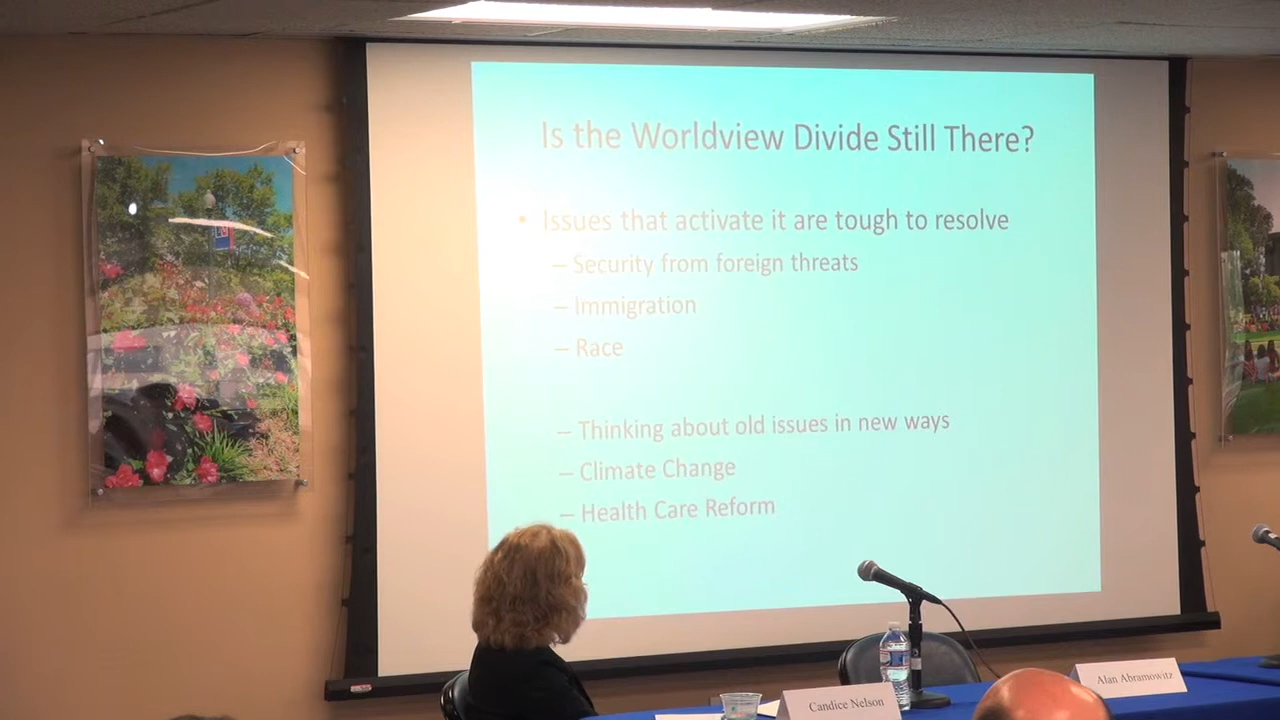 Is the Worldview Divide Still There?
• Issues that activate it are tough to resolve
– Security from foreign threats
– Immigration
– Race
– Thinking about old issues in new ways
– Climate Change
– Health Care Reform
Candice Nelson
Alan Abramowitz